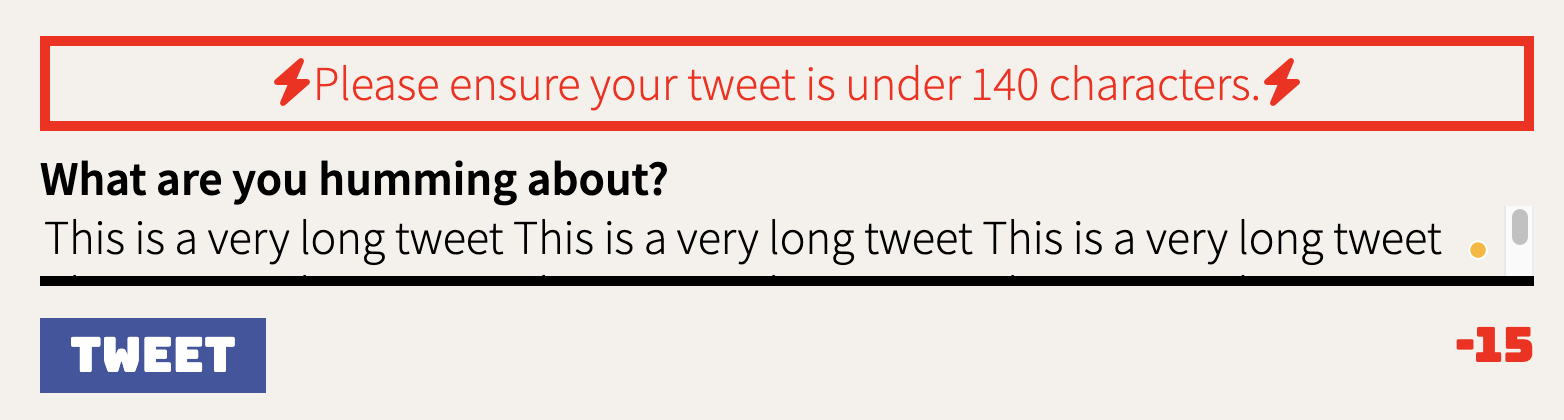 Please ensure your tweet is under 140 characters.
What are you humming about?
This is a very long tweet This is a very long tweet This is a very long tweet
TWEET
-15